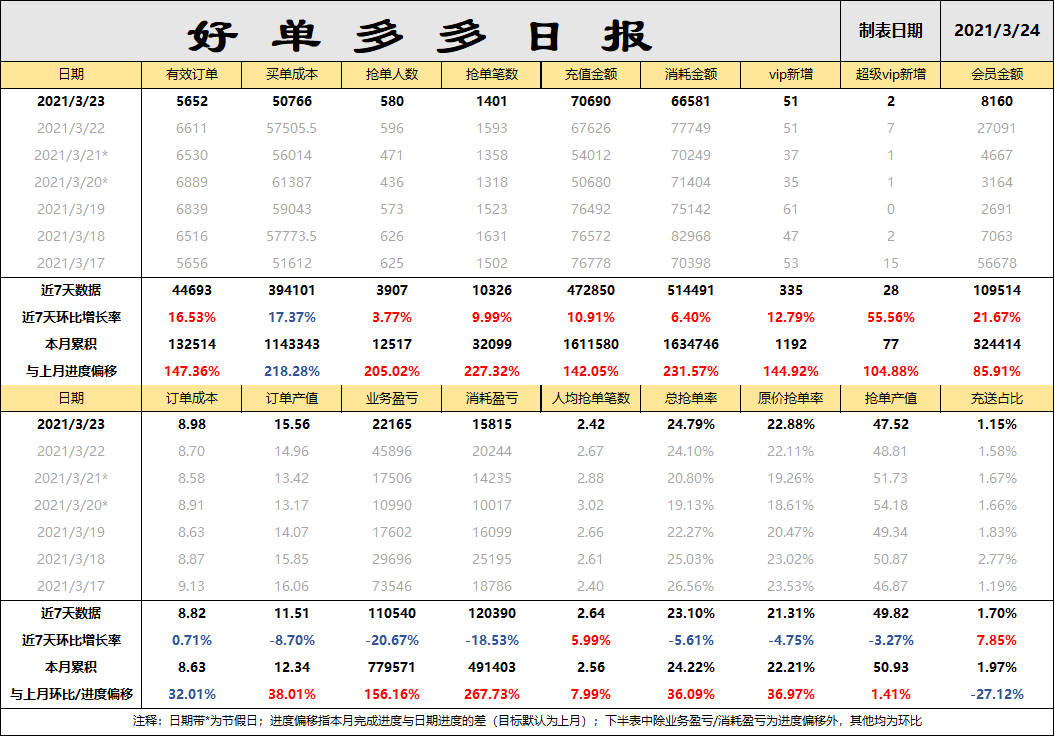 好单多多日报 制表日期 2021/3/24
日期 有效订单 买单成本 抢单人数 抢单笔数 充值金额 消耗金额 vip新增 超级vip新增 会员金额
2021/3/23 5652 50766 580 1401 70690 66581 51 2 8160
2021/3/22 6611 57505.5 596 1593 67626 77749 51 7 27091
2021/3/21* 6530 56014 471 1358 54012 70249 37 1 4667
2021/3/20* 6889 61387 436 1318 50680 71404 35 1 3164
2021/3/19 6839 59043 573 1523 76492 75142 61 0 2691
2021/3/18 6516 57773.5 626 1631 76572 82968 47 2 7063
2021/3/17 5656 51612 625 1502 76778 70398 53 15 56678
近7天数据 44693 394101 3907 10326 472850 514491 335 28 109514
近7天环比增长率 16.53% 17.37% 3.77% 9.99% 10.91% 6.40% 12.79% 55.56% 21.67%
本月累积 132514 1143343 12517 32099 1611580 1634746 1192 77 324414
与上月进度偏移 147.36% 218.28% 205.02% 227.32% 142.05% 231.57% 144.92% 104.88% 85.91%
日期 订单成本 订单产值 业务盈亏 消耗盈亏 人均抢单笔数 总抢单率 原价抢单率 抢单产值 充送占比
2021/3/23 8.98 15.56 22165 15815 2.42 24.79% 22.88% 47.52 1.15%
2021/3/22 8.70 14.96 45896 20244 2.67 24.10% 22.11% 48.81 1.58%
2021/3/21* 8.58 13.42 17506 14235 2.88 20.80% 19.26% 51.73 1.67%
2021/3/20* 8.91 13.17 10990 10017 3.02 19.13% 18.61% 54.18 1.66%
2021/3/19 8.63 14.07 17602 16099 2.66 22.27% 20.47% 49.34 1.83%
2021/3/18 8.87 15.85 29696 25195 2.61 25.03% 23.02% 50.87 2.77%
2021/3/17 9.13 16.06 73546 18786 2.40 26.56% 23.53% 46.87 1.19%
近7天数据 8.82 11.51 110540 120390 2.64 23.10% 21.31% 49.82 1.70%
近7天环比增长率 0.71% -8.70% -20.67% -18.53% 5.99% -5.61% -4.75% -3.27% 7.85%
本月累积 8.63 12.34 779571 491403 2.56 24.22% 22.21% 50.93 1.97%
与上月环比/进度偏移 32.01% 38.01% 156.16% 267.73% 7.99% 36.09% 36.97% 1.41% -27.12%
注释：日期带*为节假日；进度偏移指本月完成进度与日期进度的差（目标默认为上月）；下半表中除业务盈亏/消耗盈亏为进度偏移外，其他均为环比